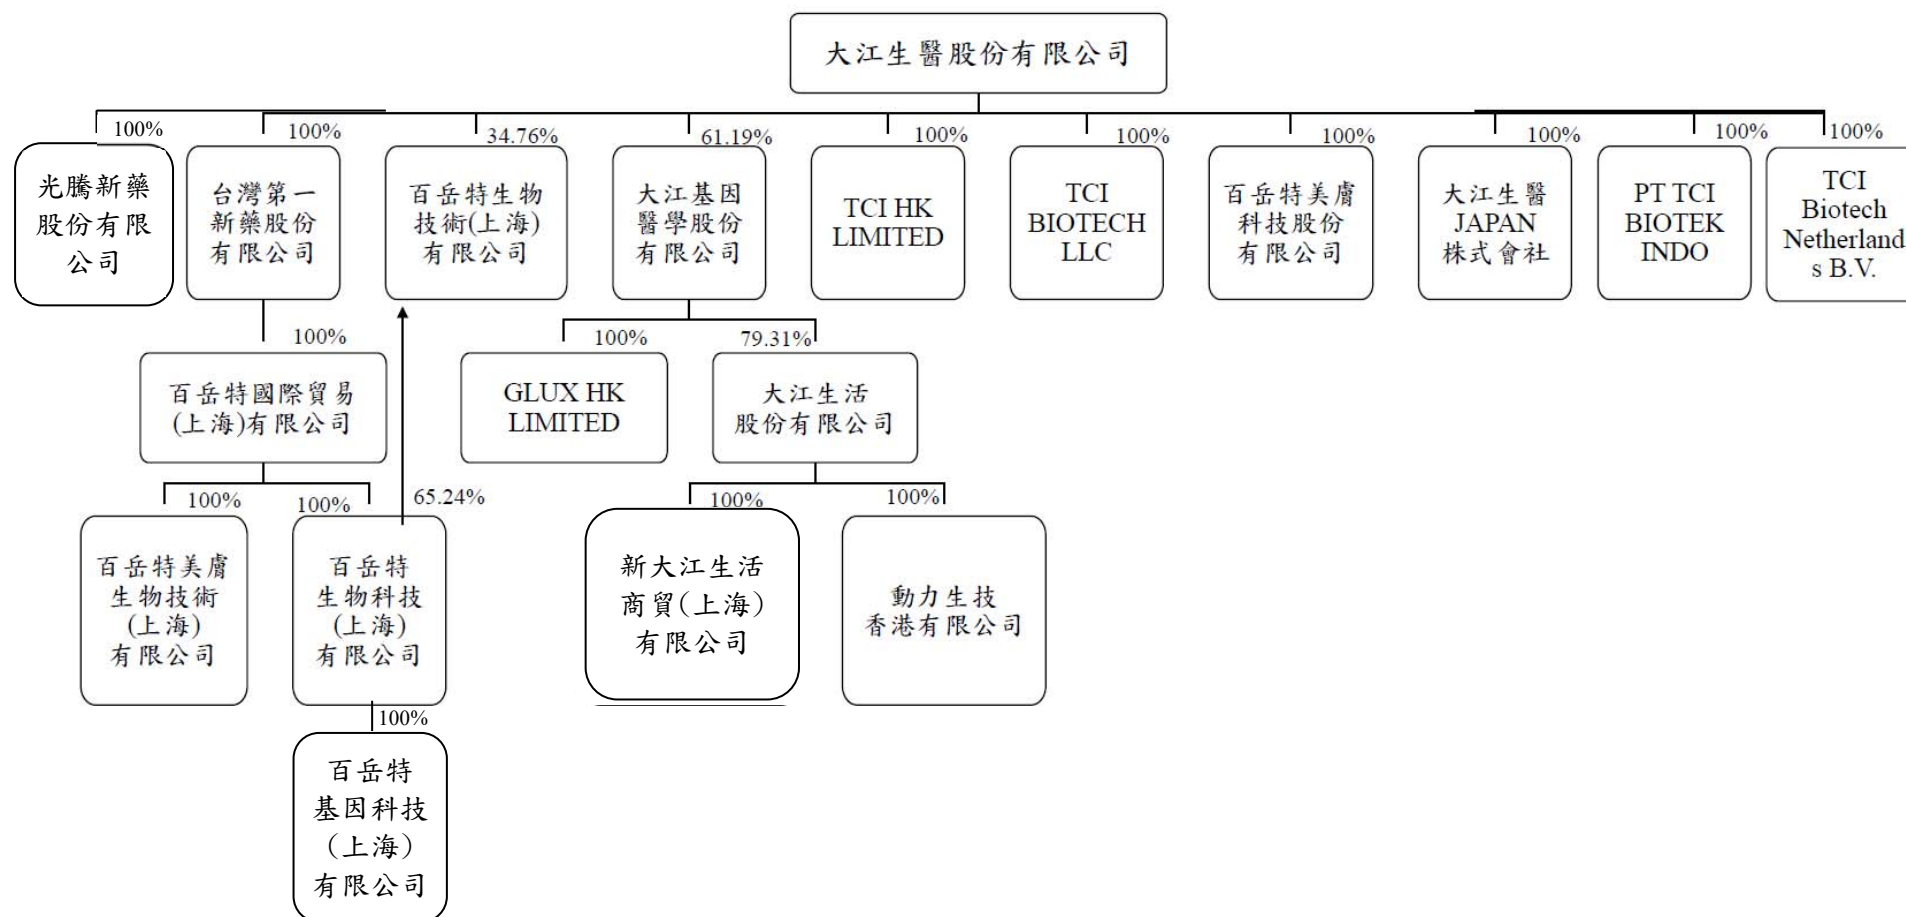 大江生醫股份有限公司
100%
100%
34.76%
61.19%
100%
100%
100%
100%
100%
100%
光騰新藥
股份有限
公司
台灣第一
新藥股份
有限公司
百岳特生物
技術(上海)
有限公司
大江基因
醫學股份
有限公司
TCI HK
LIMITED
TCI
BIOTECH
LLC
百岳特美膚
科技股份
有限公司
大江生醫
JAPAN
株式會社
PT TCI
BIOTEK
INDO
TCI
Biotech
Netherland
s B.V.
100%
100%
79.31%
百岳特國際貿易
(上海)有限公司
GLUX HK
LIMITED
大江生活
股份有限公司
100%
100%
65.24%
100%
100%
百岳特美膚
生物技術
(上海)
有限公司
百岳特
生物科技
(上海)
有限公司
新大江生活
商貿(上海)
有限公司
動力生技
香港有限公司
100%
百岳特
基因科技
(上海)
有限公司